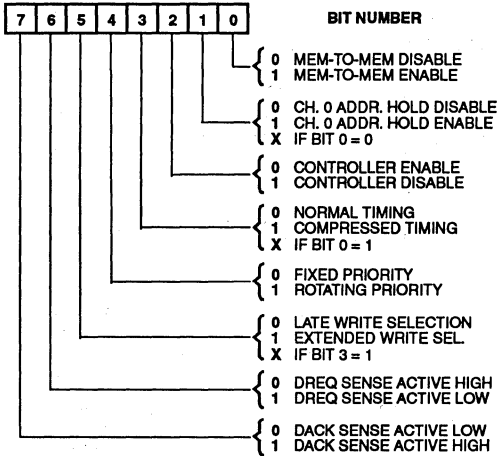 7 6 5 4 3 2 1 0 BIT NUMBER
0 MEM-TO-MEM DISABLE
1 MEM-TO-MEM ENABLE
0 CH. 0 ADDR. HOLD DISABLE
1 CH. 0 ADDR. HOLD ENABLE
X IF BIT 0 = 0
0 CONTROLLER ENABLE
1 CONTROLLER DISABLE
0 NORMAL TIMING
1 COMPRESSED TIMING
X IF BIT 0 = 1
0 FIXED PRIORITY
1 ROTATING PRIORITY
0 LATE WRITE SELECTION
1 EXTENDED WRITE SEL.
X IF BIT 3 = 1
0 DREQ SENSE ACTIVE HIGH
1 DREQ SENSE ACTIVE LOW
0 DACK SENSE ACTIVE LOW
1 DACK SENSE ACTIVE HIGH